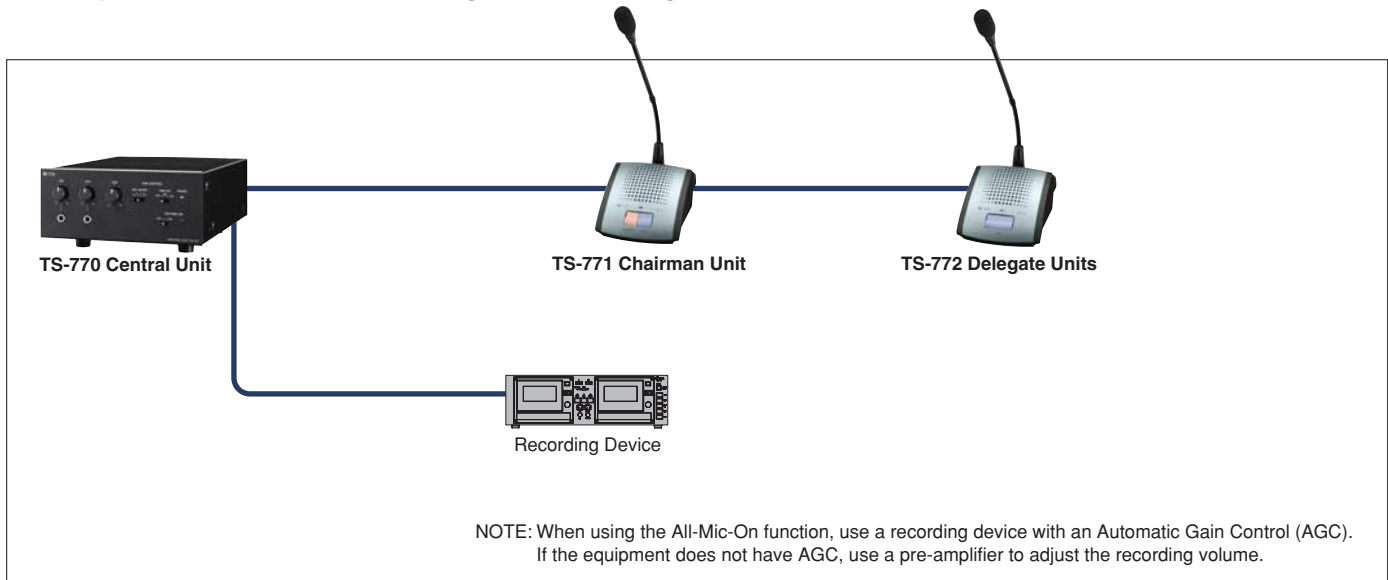 TS-770 Central Unit
TS-771 Chairman Unit
TS-772 Delegate Units
Recording Device
NOTE: When using the All-Mic-On function, use a recording device with an Automatic Gain Control (AGC).
If the equipment does not have AGC, use a pre-amplifier to adjust the recording volume.